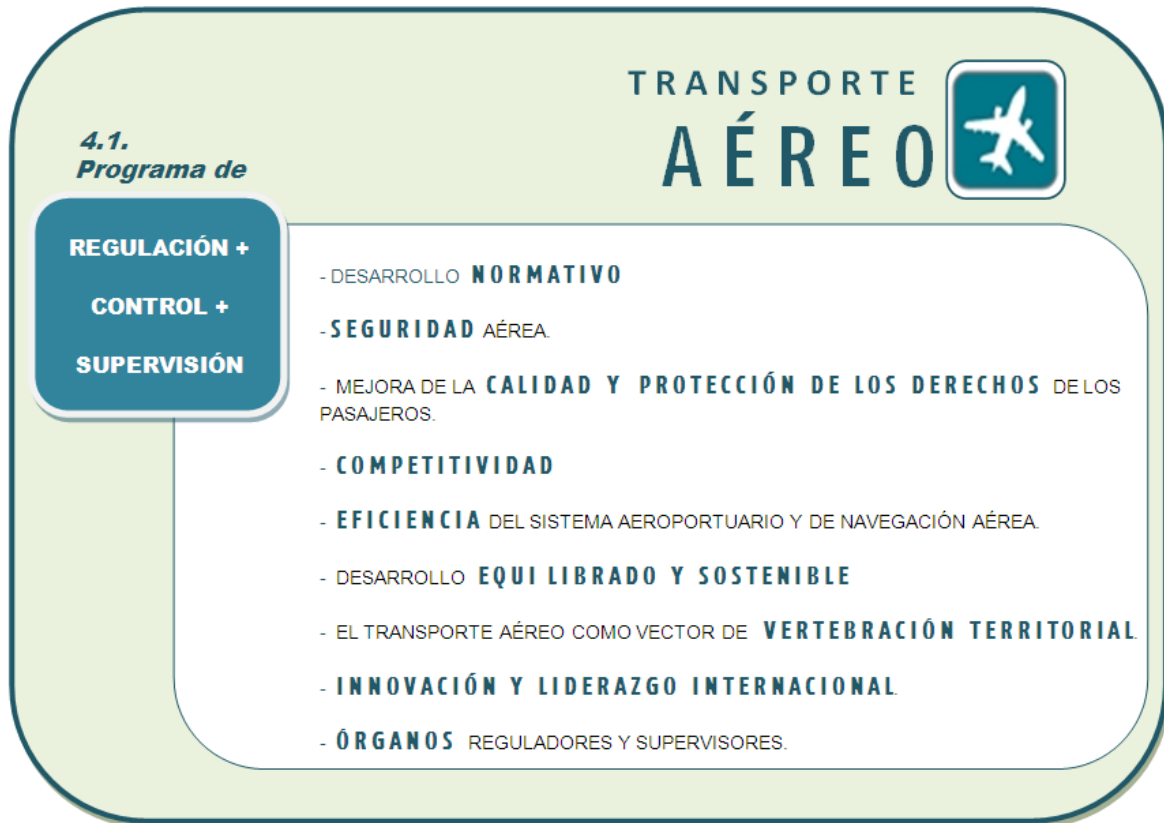 TRANSPORTE
AÉREO
4.1.
Programa de
REGULACIÓN +
CONTROL +
SUPERVISIÓN
- DESARROLLO NORMATIVO
- SEGURIDAD AÉREA.
- MEJORA DE LA CALIDAD Y PROTECCIÓN DE LOS DERECHOS DE LOS
PASAJEROS.
- COMPETITIVIDAD
- EFICIENCIA DEL SISTEMA AEROPORTUARIO Y DE NAVEGACIÓN AÉREA.
- DESARROLLO EQUI LIBRADO Y SOSTENIBLE
- EL TRANSPORTE AÉREO COMO VECTOR DE VERTEBRACIÓN TERRITORIAL.
- INNOVACIÓN Y LIDERAZGO INTERNACIONAL.
- ÓRGANOS REGULADORES Y SUPERVISORES.